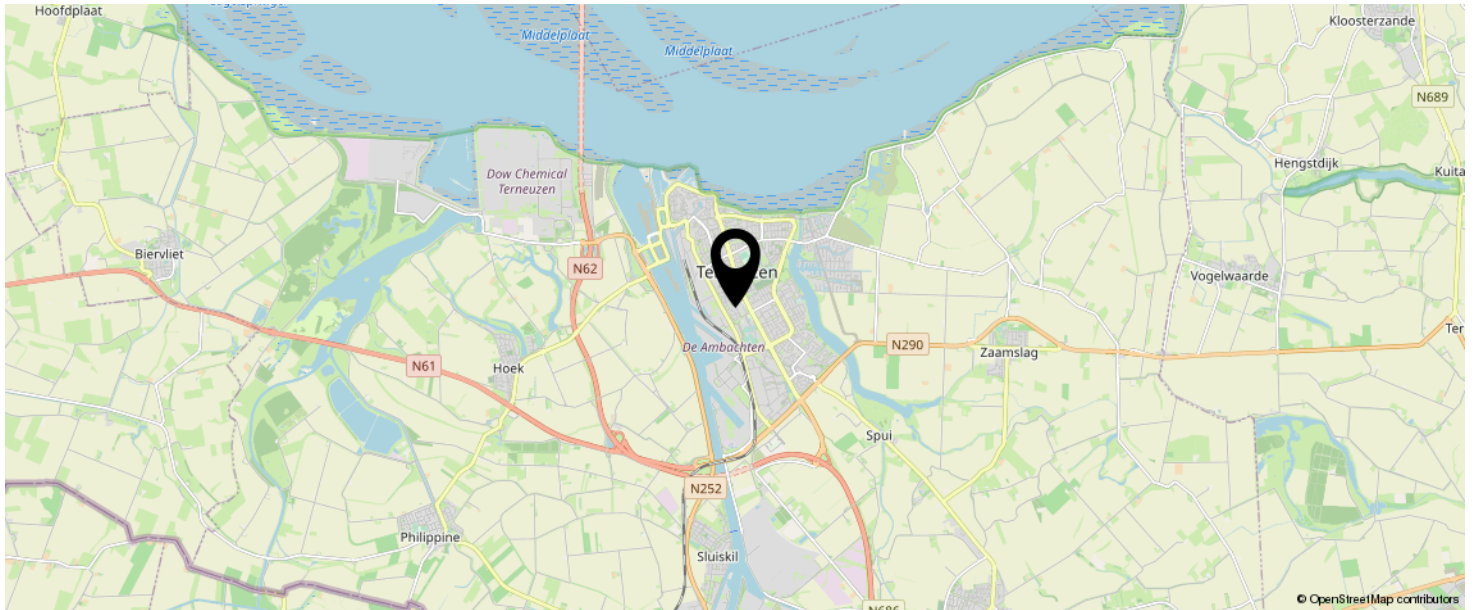 Hoofdplaat
Middelplaat
Middelplaat
Kloosterzande
N689
Hengstdijk
Dow Chemical
Terneuzen
Biervliet
N62
Vogelwaarde
N290
De Ambachten
Zaamslag
N61
Hoek
Spui
N252
Philippine
Sluiskil
© OpenStreetMap contributors